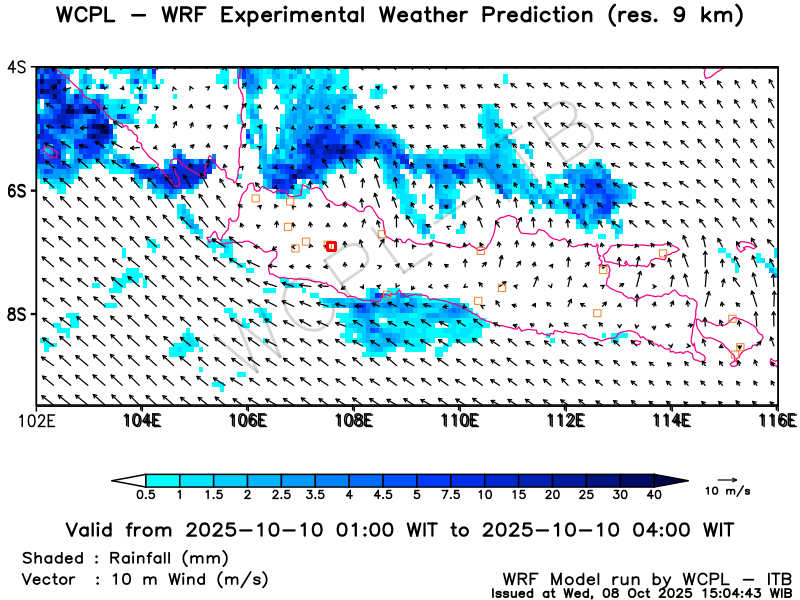 WCPL – WRF Experimental Weather Prediction (res. 9 km)
4S
6S
8S
102E 104E 106E 108E 110E 112E 114E 116E
WCPL-ITB
0.5 1 1.5 2 2.5 3.5 4 4.5 5 7.5 10 15 20 25 30 40
10 m/s
Valid from 2025-10-10 01:00 WIT to 2025-10-10 04:00 WIT
Shaded : Rainfall (mm)
Vector : 10 m Wind (m/s)
WRF Model run by WCPL – ITB
Issued at Wed, 08 Oct 2025 15:04:43 WIB